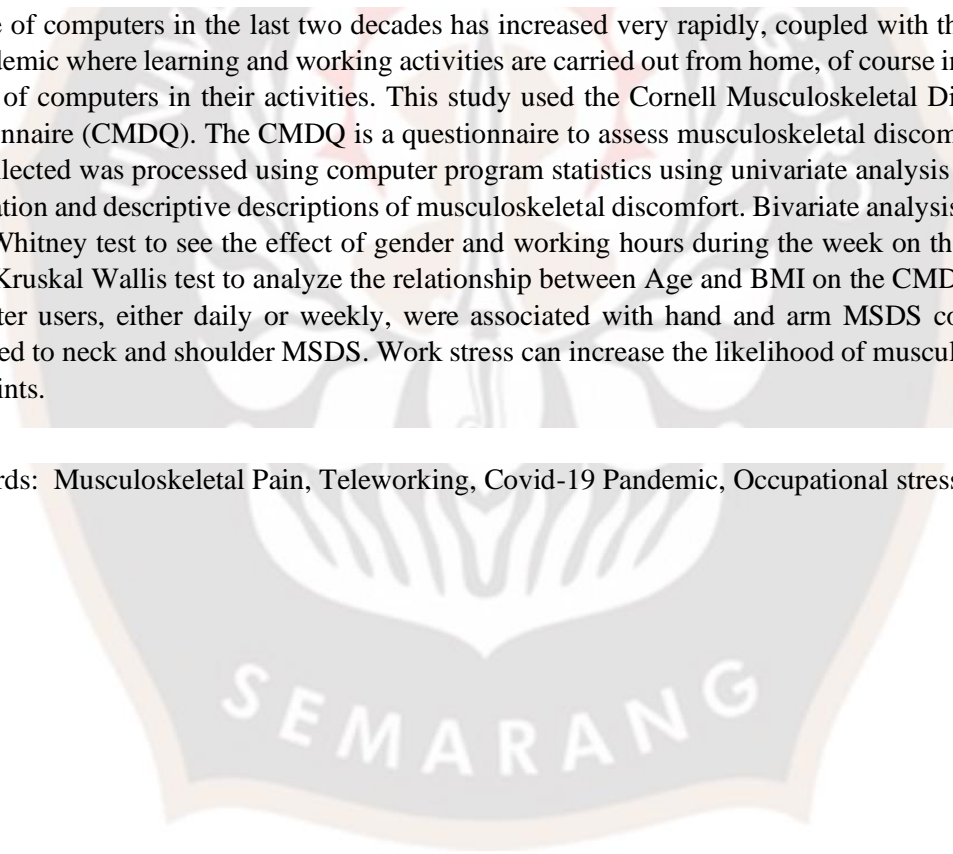 e of computers in the last two decades has increased very rapidly, coupled with th
demic where learning and working activities are carried out from home, of course in
of computers in their activities. This study used the Cornell Musculoskeletal Di
onnaire (CMDQ). The CMDQ is a questionnaire to assess musculoskeletal discom
llected was processed using computer program statistics using univariate analysis
ation and descriptive descriptions of musculoskeletal discomfort. Bivariate analysis
Whitney test to see the effect of gender and working hours during the week on th
Kruskal Wallis test to analyze the relationship between Age and BMI on the CMD
ter users, either daily or weekly, were associated with hand and arm MSDS co
ed to neck and shoulder MSDS. Work stress can increase the likelihood of muscul
ints.
rds: Musculoskeletal Pain, Teleworking, Covid-19 Pandemic, Occupational stress
SEMARANG